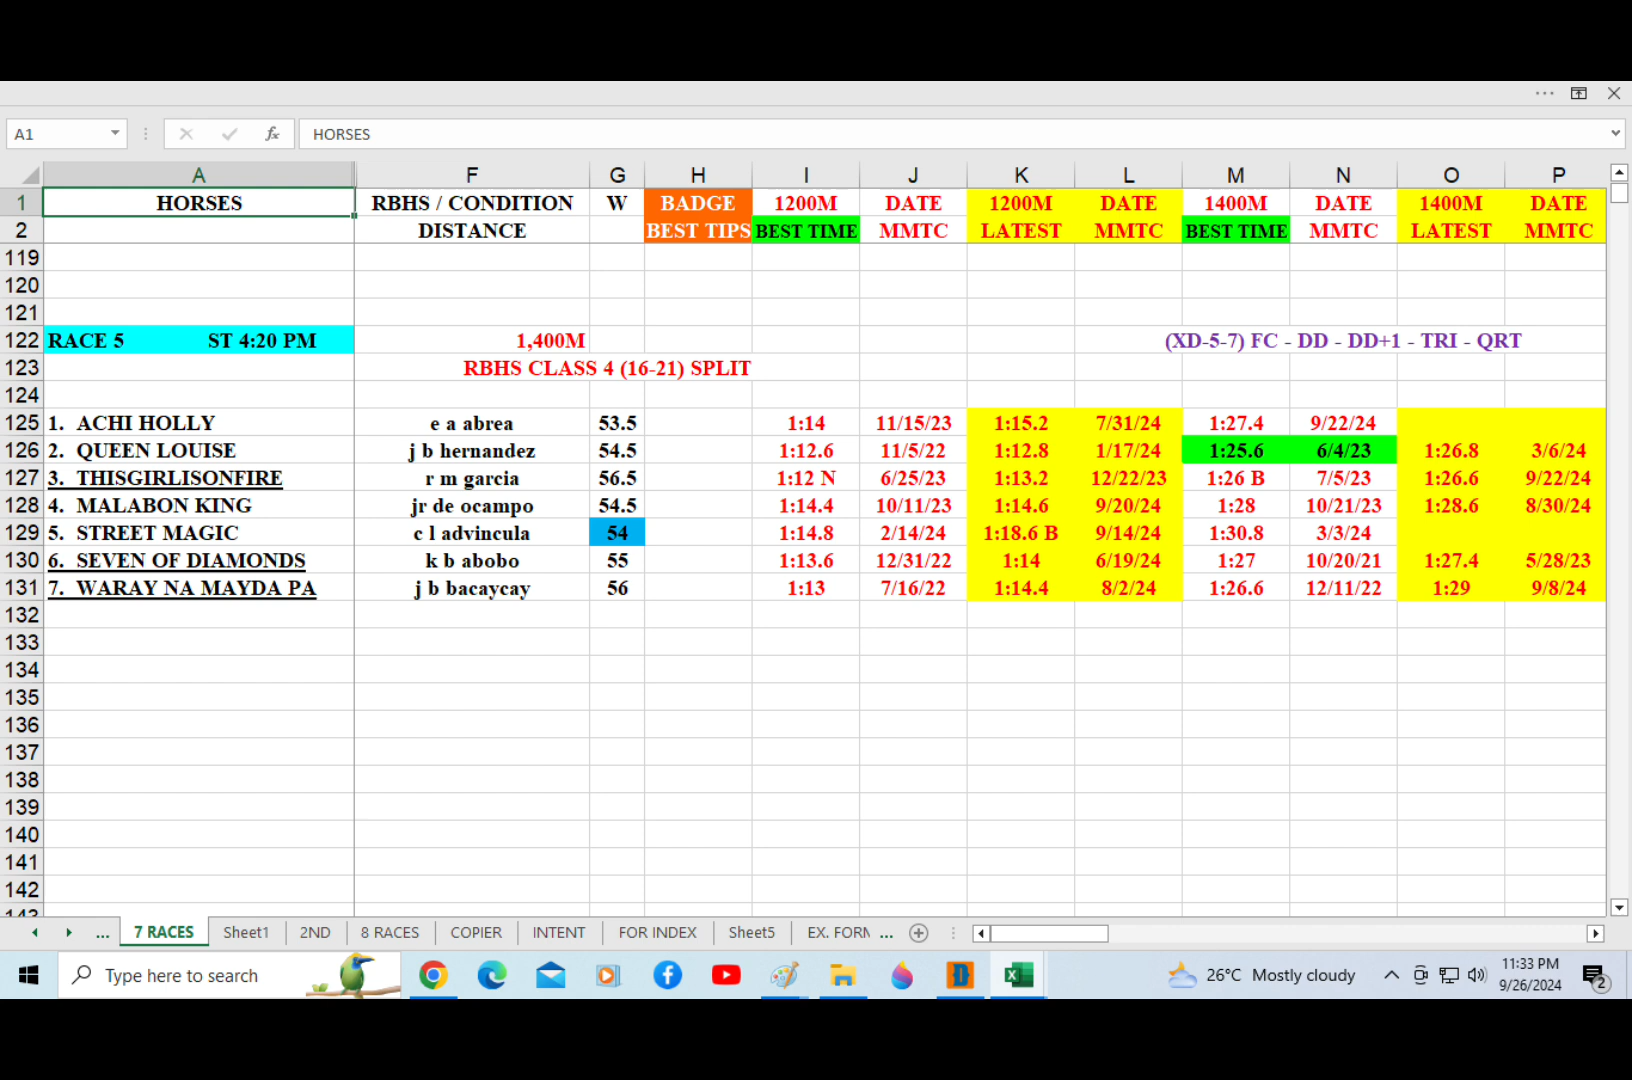 A1 fx HORSES
A F G H I J K L M N O P
1 HORSES RBHS / CONDITION W BADGE 1200M DATE 1200M DATE 1400M DATE 1400M DATE
2 DISTANCE BEST TIPS BEST TIME MMTC LATEST MMTC BEST TIME MMTC LATEST MMTC
119
120
121
122 RACE 5 ST 4:20 PM 1,400M (XD-5-7) FC - DD - DD+1 - TRI - QRT
123 RBHS CLASS 4 (16-21) SPLIT
124
125 1. ACHI HOLLY e a abrea 53.5 1:14 11/15/23 1:15.2 7/31/24 1:27.4 9/22/24
126 2. QUEEN LOUISE j b hernandez 54.5 1:12.6 11/5/22 1:12.8 1/17/24 1:25.6 6/4/23 1:26.8 3/6/24
127 3. THISGIRLISONFIRE r m garcia 56.5 1:12 N 6/25/23 1:13.2 12/22/23 1:26 B 7/5/23 1:26.6 9/22/24
128 4. MALABON KING jr de ocampo 54.5 1:14.4 10/11/23 1:14.6 9/20/24 1:28 10/21/23 1:28.6 8/30/24
129 5. STREET MAGIC c l advincula 54 1:14.8 2/14/24 1:18.6 B 9/14/24 1:30.8 3/3/24
130 6. SEVEN OF DIAMONDS k b abobo 55 1:13.6 12/31/22 1:14 6/19/24 1:27 10/20/21 1:27.4 5/28/23
131 7. WARAY NA MAYDA PA j b bacaycay 56 1:13 7/16/22 1:14.4 8/2/24 1:26.6 12/11/22 1:29 9/8/24
132
133
134
135
136
137
138
139
140
141
142
143
... 7 RACES Sheet1 2ND 8 RACES COPIER INTENT FOR INDEX Sheet5 EX. FORM ...
Type here to search 26°C Mostly cloudy 11:33 PM
9/26/2024 2